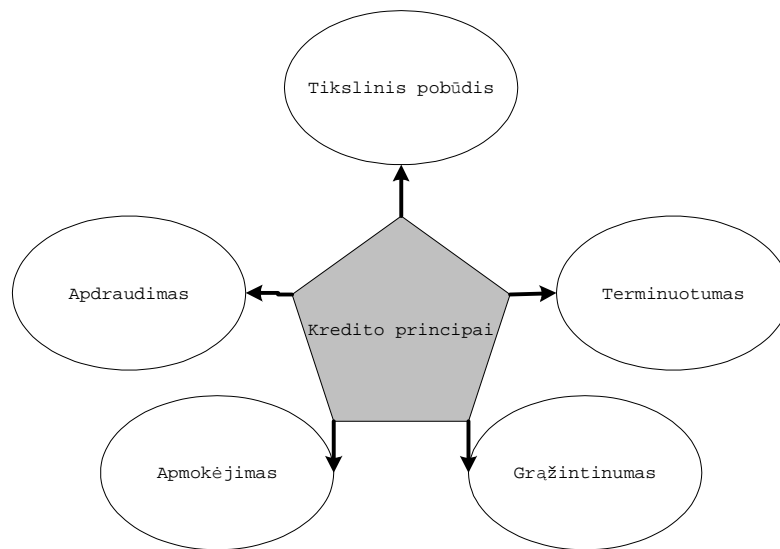 Tikslinis pobūdis
Apdraudimas
Terminuotumas
Kredito principai
Apmokėjimas
Grąžintinumas